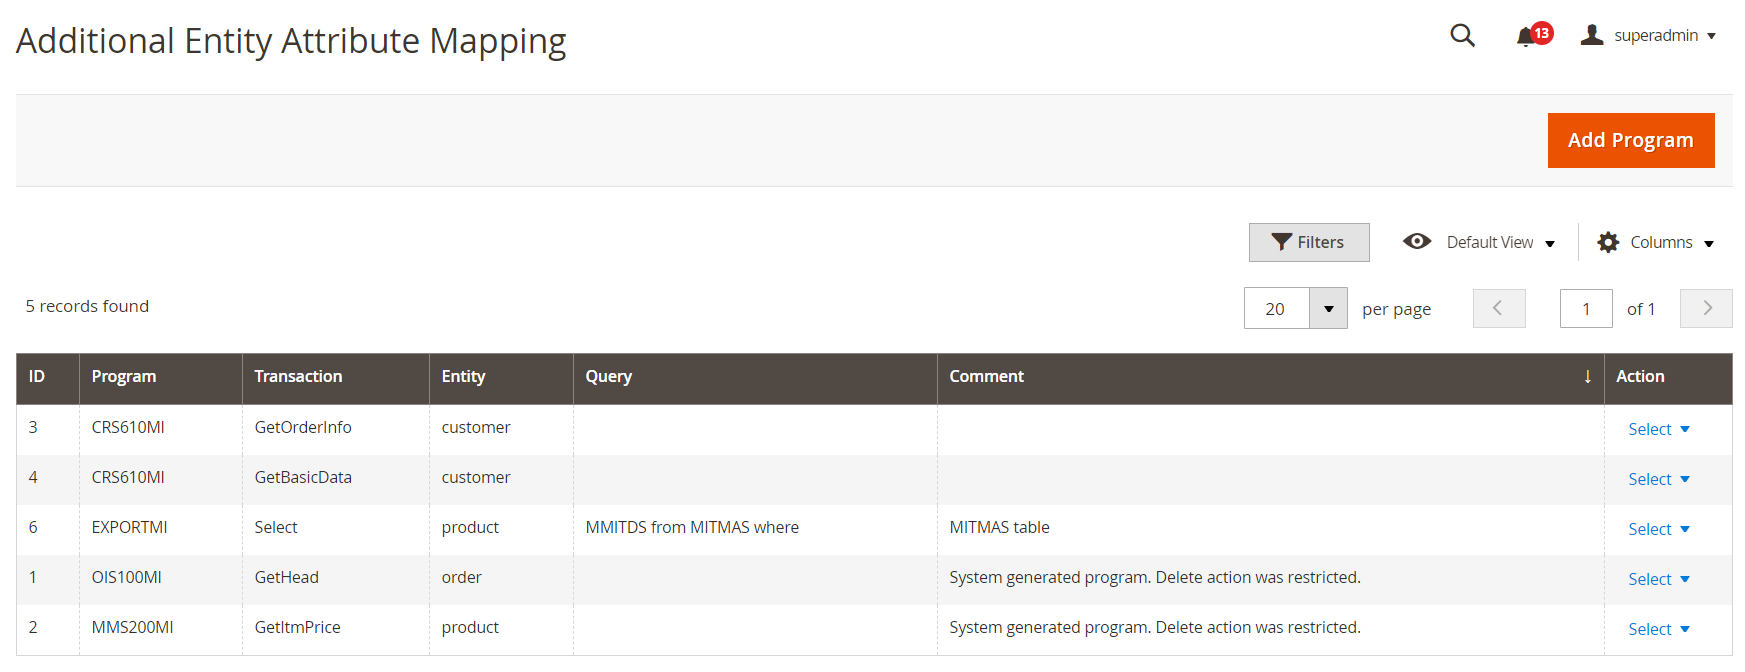 Additional Entity Attribute Mapping
13
superadmin
Add Program
Filters
Default View
Columns
5 records found
20 per page 1 of 1
ID Program Transaction Entity Query Comment ↓ Action
3 CRS610MI GetOrderInfo customer Select
4 CRS610MI GetBasicData customer Select
6 EXPORTMI Select product MMITDS from MITMAS where MITMAS table Select
1 OIS100MI GetHead order System generated program. Delete action was restricted. Select
2 MMS200MI GetItmPrice product System generated program. Delete action was restricted. Select